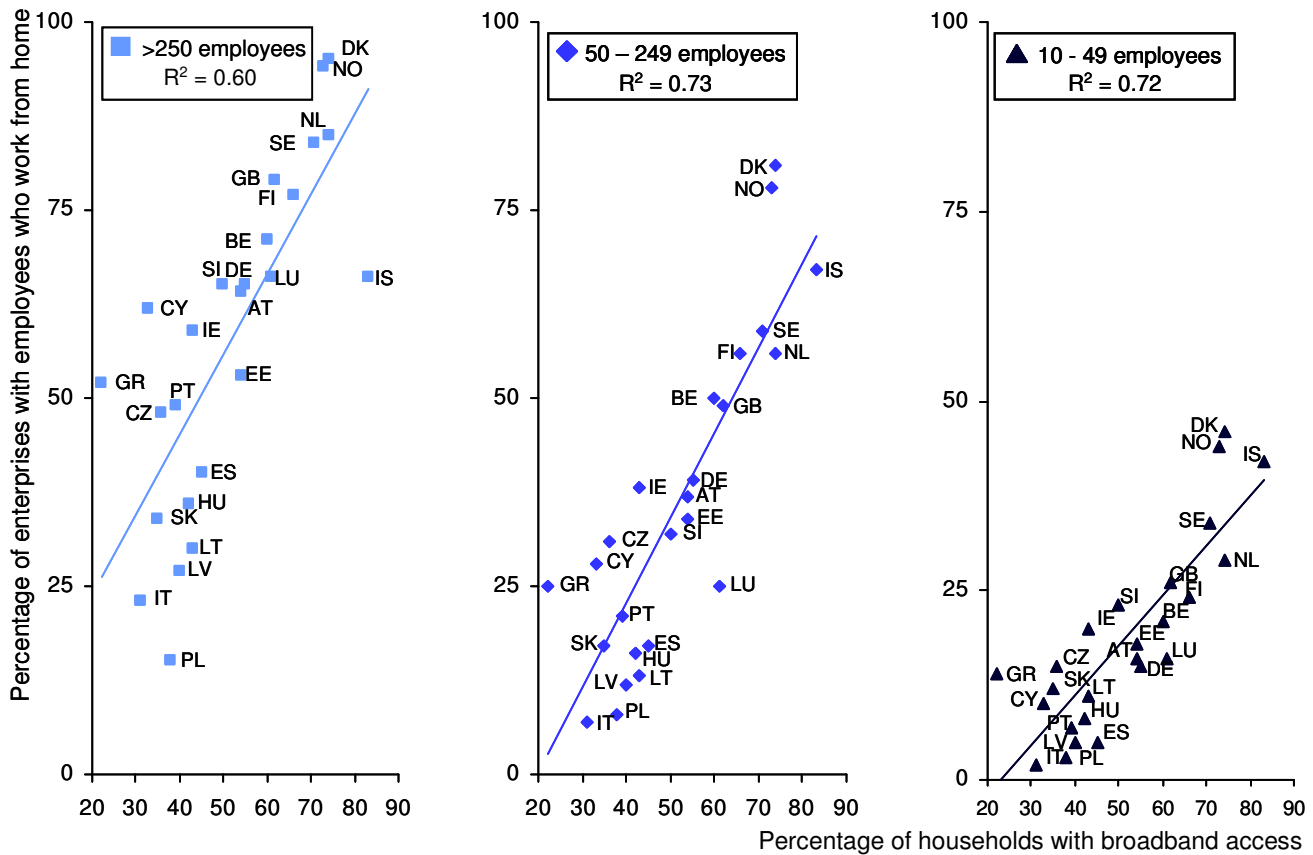 Percentage of enterprises with employees who work from home
>250 employees
R² = 0.60
100
75
50
25
0
20 30 40 50 60 70 80 90
DK
NO
NL
SE
GB
FI
BE
SI DE
LU
IS
CY
AT
IE
GR
EE
PT
CZ
ES
HU
SK
LT
LV
IT
PL
50 – 249 employees
R² = 0.73
100
75
50
25
0
20 30 40 50 60 70 80 90
DK
NO
IS
SE
FI
NL
BE
GB
IE
DE
AT
EE
SI
CZ
CY
GR
LU
PT
SK
ES
HU
LT
LV
PL
IT
10 - 49 employees
R² = 0.72
100
75
50
25
0
20 30 40 50 60 70 80 90
DK
NO
IS
SE
NL
GB
FI
SI
BE
IE
EE
AT
LU
CZ
DE
GR
SK
LT
CY
HU
PT
ES
LV
IT
PL
Percentage of households with broadband access